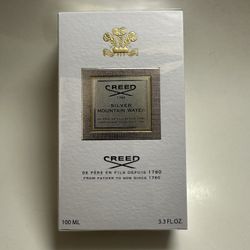 CREED
1760
SILVER
MOUNTAIN WATER
CREED
DE PÈRE EN FILS DEPUIS 1760
FROM FATHER TO SON SINCE 1760
100 ML
3.3 FL.OZ.